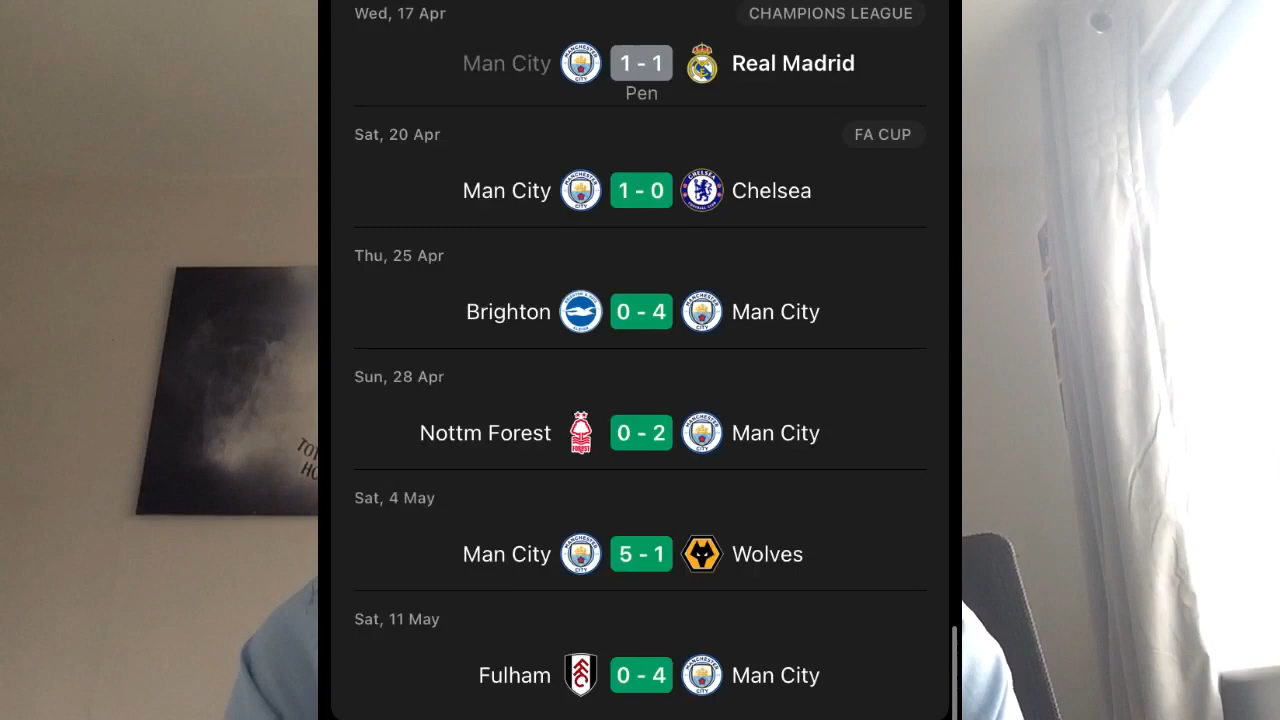 Wed, 17 Apr CHAMPIONS LEAGUE
Man City 1 - 1 Real Madrid
Pen
Sat, 20 Apr FA CUP
Man City 1 - 0 Chelsea
Thu, 25 Apr
Brighton 0 - 4 Man City
Sun, 28 Apr
Nottm Forest 0 - 2 Man City
Sat, 4 May
Man City 5 - 1 Wolves
Sat, 11 May
Fulham 0 - 4 Man City